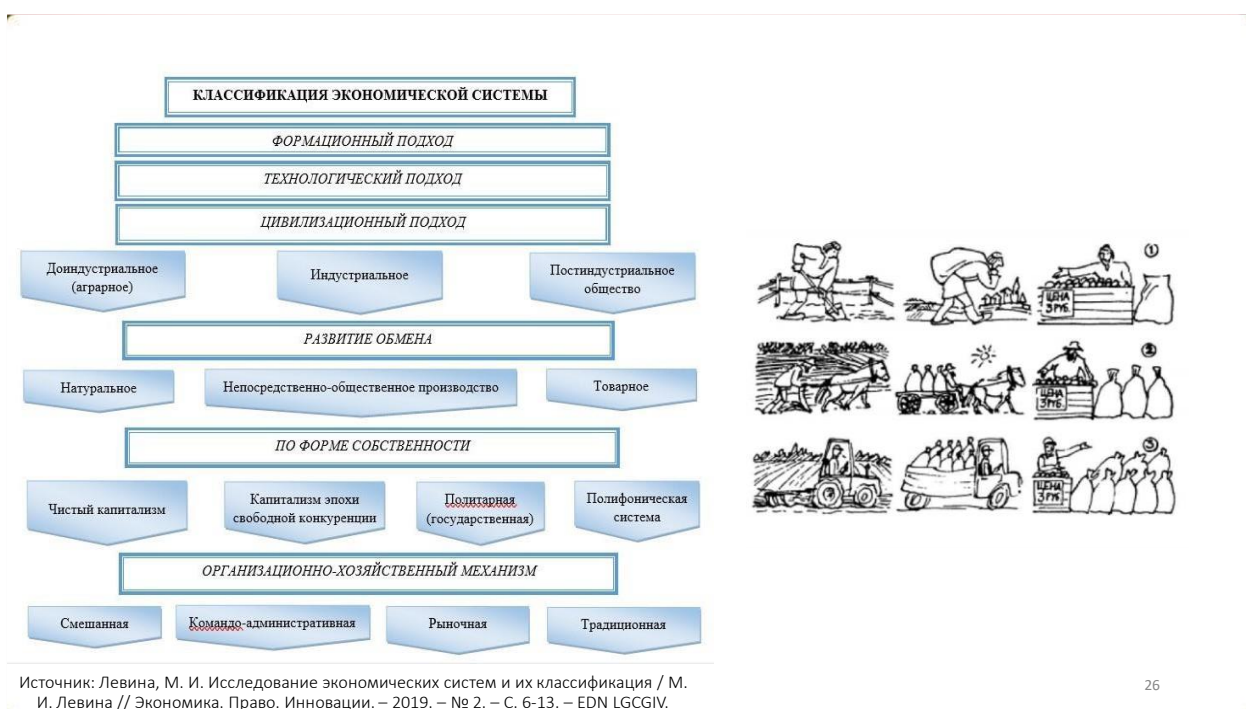 КЛАССИФИКАЦИЯ ЭКОНОМИЧЕСКОЙ СИСТЕМЫ
ФОРМАЦИОННЫЙ ПОДХОД
ТЕХНОЛОГИЧЕСКИЙ ПОДХОД
ЦИВИЛИЗАЦИОННЫЙ ПОДХОД
Доиндустриальное
(аграрное)
Индустриальное
Постиндустриальное
общество
РАЗВИТИЕ ОБМЕНА
Натуральное
Непосредственно-общественное производство
Товарное
ПО ФОРМЕ СОБСТВЕННОСТИ
Чистый капитализм
Капитализм эпохи
свободной конкуренции
Политарная
(государственная)
Полифоническая
система
ОРГАНИЗАЦИОННО-ХОЗЯЙСТВЕННЫЙ МЕХАНИЗМ
Смешанная
Командо-административная
Рыночная
Традиционная
1
ЦЕНА
3 РУБ.
2
ЦЕНА
3 РУБ.
3
ЦЕНА
3 РУБ.
Источник: Левина, М. И. Исследование экономических систем и их классификация / М.
И. Левина // Экономика. Право. Инновации. – 2019. – № 2. – С. 6-13. – EDN LGCGIV.
26